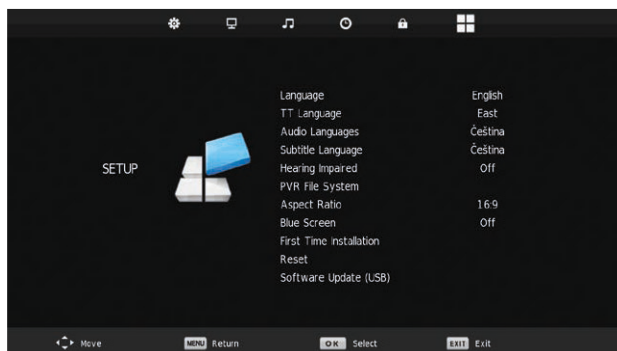 Language English
TT Language East
Audio Languages Čeština
Subtitle Language Čeština
SETUP
Hearing Impaired Off
PVR File System
Aspect Ratio 16:9
Blue Screen Off
First Time Installation
Reset
Software Update (USB)
Move MENU Return OK Select EXIT Exit